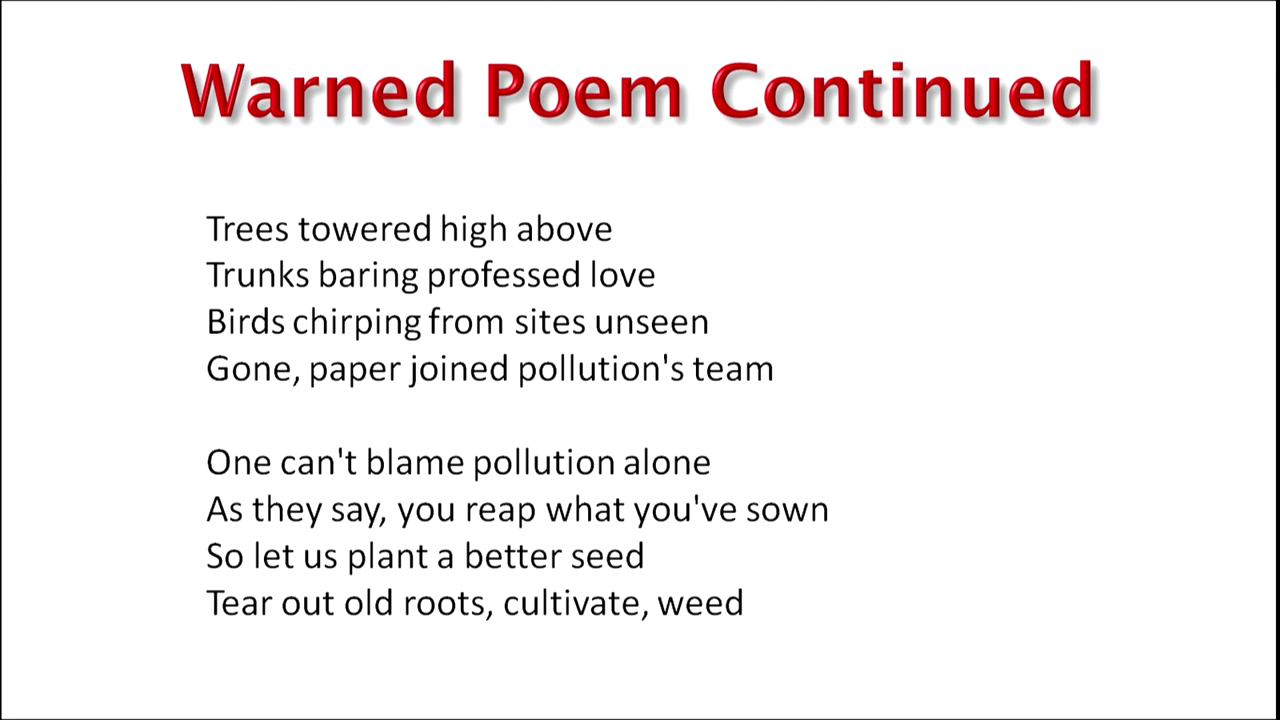 Warned Poem Continued
Trees towered high above
Trunks baring professed love
Birds chirping from sites unseen
Gone, paper joined pollution's team
One can't blame pollution alone
As they say, you reap what you've sown
So let us plant a better seed
Tear out old roots, cultivate, weed